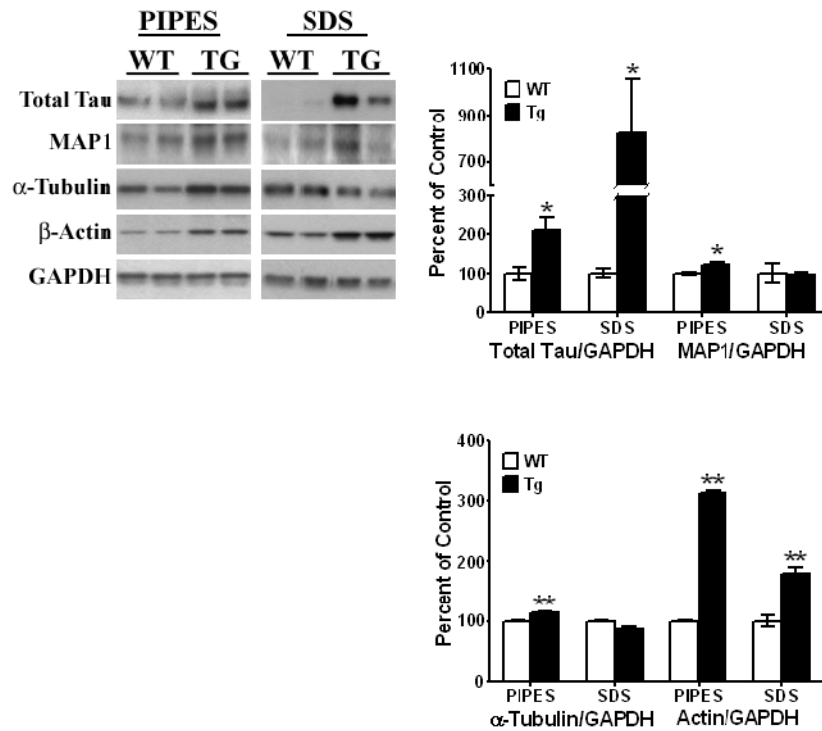 PIPES SDS
WT TG WT TG
Total Tau
MAP1
α-Tubulin
β-Actin
GAPDH
1100
900
700
300
200
100
0
Percent of Control
WT
Tg
*
*
*
PIPES SDS PIPES SDS
Total Tau/GAPDH MAP1/GAPDH
400
300
200
100
0
Percent of Control
WT
Tg
**
**
**
PIPES SDS PIPES SDS
α-Tubulin/GAPDH Actin/GAPDH